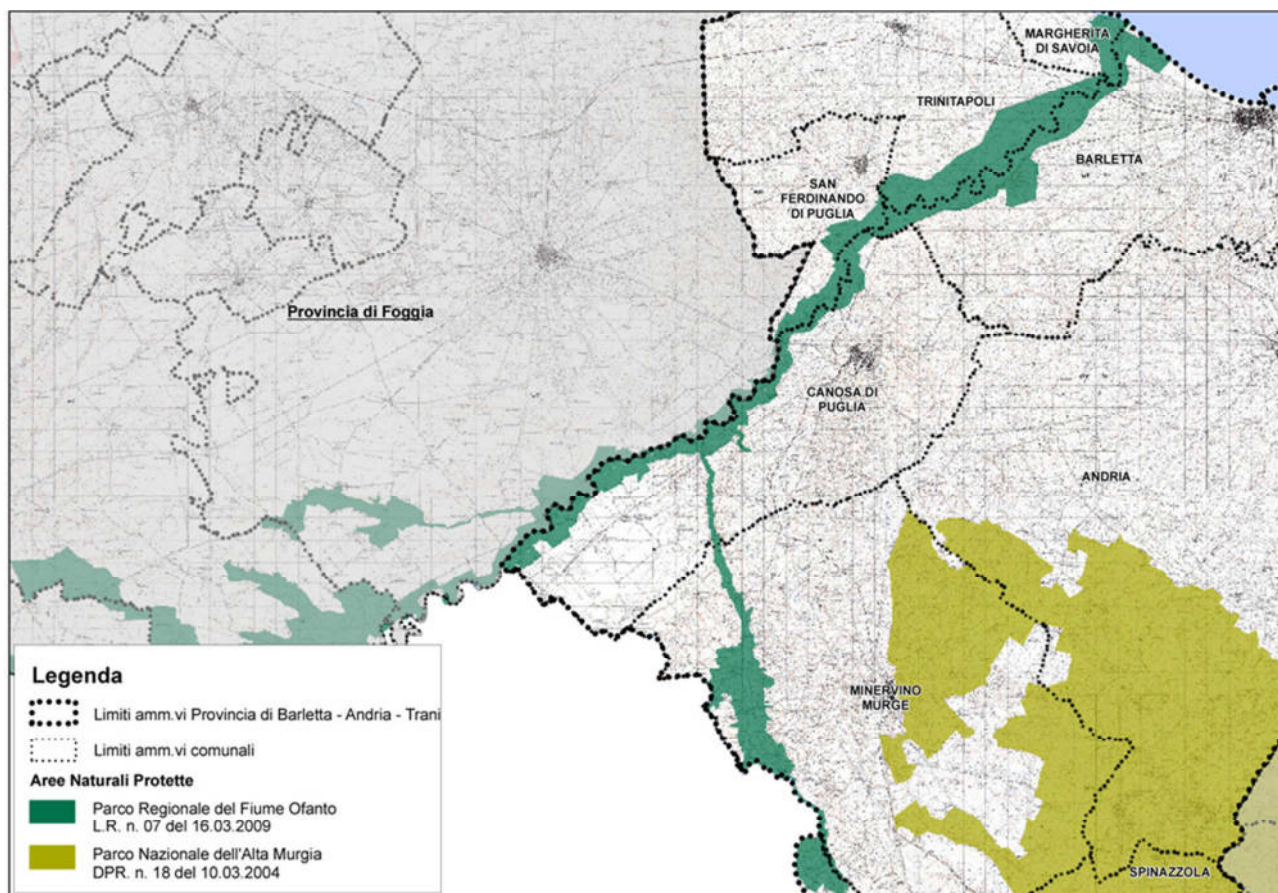 MARGHERITA
DI SAVOIA
TRINITAPOLI
BARLETTA
SAN
FERDINANDO
DI PUGLIA
Provincia di Foggia
CANOSA DI
PUGLIA
ANDRIA
MINERVINO
MURGE
SPINAZZOLA
Legenda
Limiti amm.vi Provincia di Barletta - Andria - Trani
Limiti amm.vi comunali
Aree Naturali Protette
Parco Regionale del Fiume Ofanto
L.R. n. 07 del 16.03.2009
Parco Nazionale dell'Alta Murgia
DPR. n. 18 del 10.03.2004